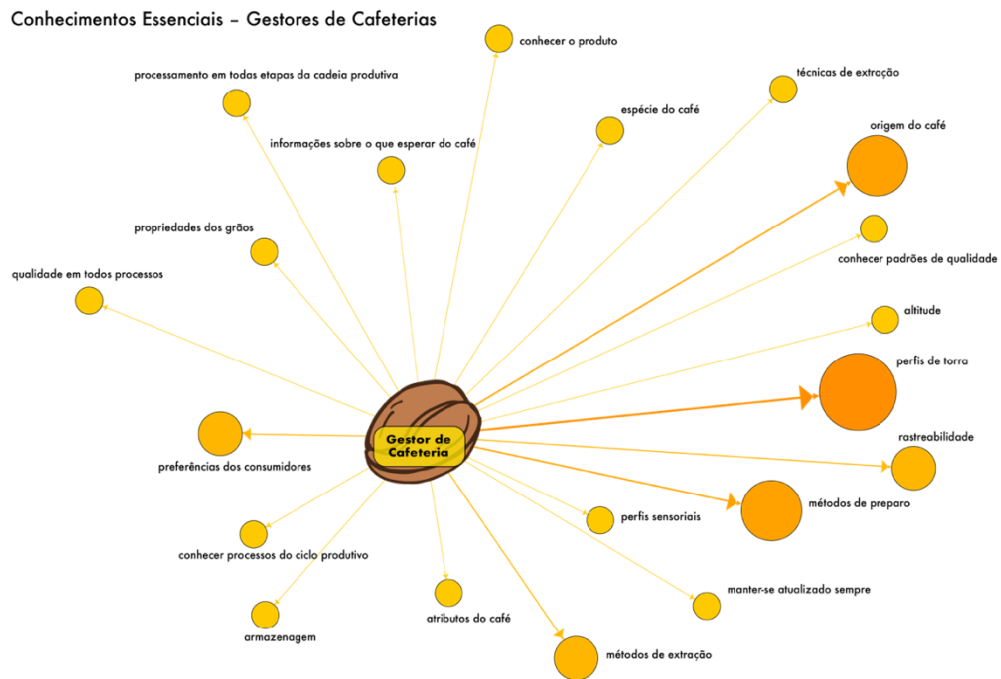 Conhecimentos Essenciais – Gestores de Cafeterias
conhecer o produto
processamento em todas etapas da cadeia produtiva
técnicas de extração
espécie do café
origem do café
informações sobre o que esperar do café
propriedades dos grãos
conhecer padrões de qualidade
qualidade em todos processos
altitude
perfis de torra
Gestor de
Cafeteria
rastreabilidade
preferências dos consumidores
métodos de preparo
perfis sensoriais
conhecer processos do ciclo produtivo
manter-se atualizado sempre
atributos do café
armazenagem
métodos de extração